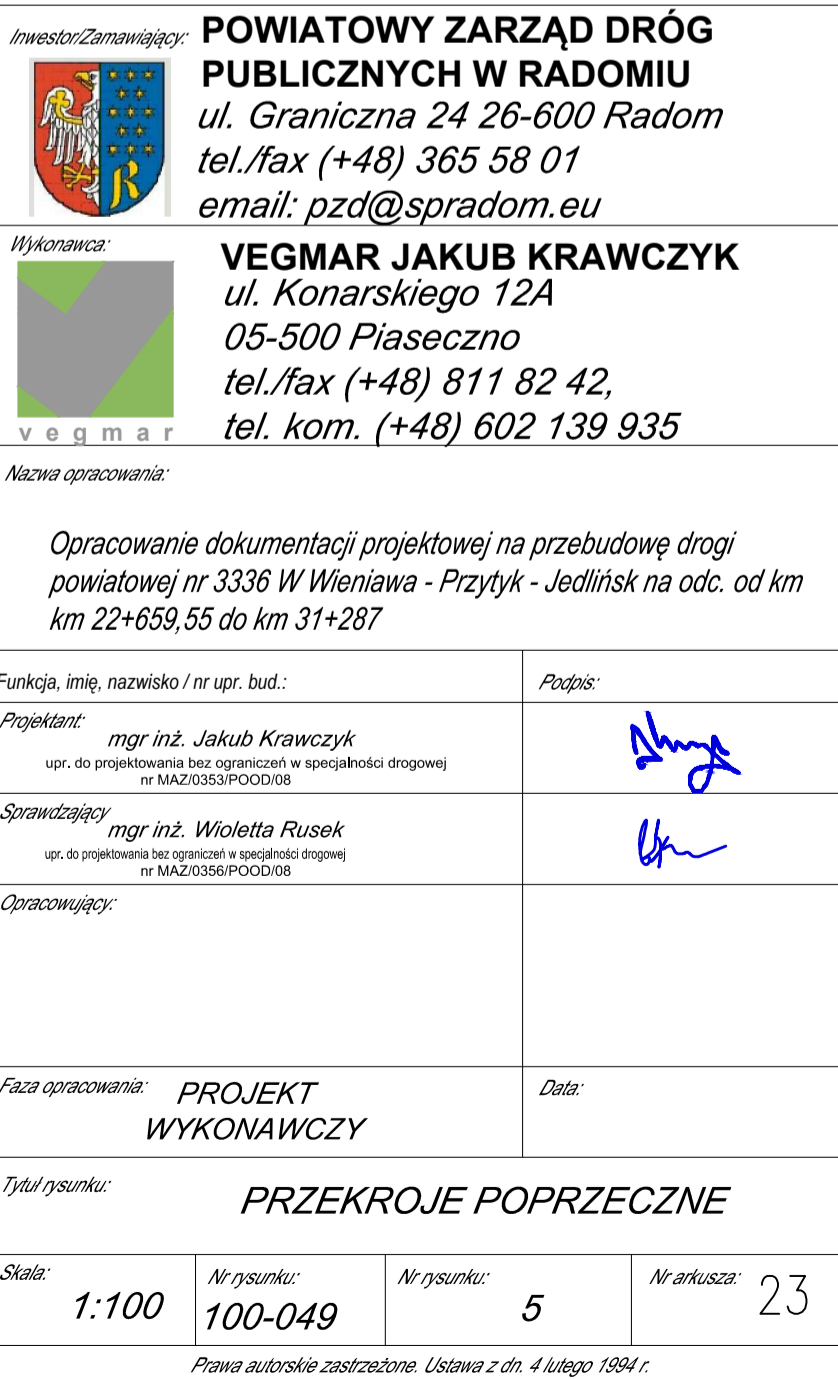 Inwestor/Zamawiający: POWIATOWY ZARZĄD DRÓG
PUBLICZNYCH W RADOMIU
ul. Graniczna 24 26-600 Radom
tel./fax (+48) 365 58 01
email: pzd@spradom.eu
R
Wykonawca:
VEGMAR JAKUB KRAWCZYK
ul. Konarskiego 12A
05-500 Piaseczno
tel./fax (+48) 811 82 42,
tel. kom. (+48) 602 139 935
vegmar
Nazwa opracowania:
Opracowanie dokumentacji projektowej na przebudowę drogi
powiatowej nr 3336 W Wieniawa - Przytyk - Jedlińsk na odc. od km
km 22+659,55 do km 31+287
Funkcja, imię, nazwisko / nr upr. bud.: Podpis:
Projektant:
mgr inż. Jakub Krawczyk
upr. do projektowania bez ograniczeń w specjalności drogowej
nr MAZ/0353/POOD/08
Sprawdzający
mgr inż. Wioletta Rusek
upr. do projektowania bez ograniczeń w specjalności drogowej
nr MAZ/0356/POOD/08
Opracowujący:
Faza opracowania: PROJEKT
WYKONAWCZY
Data:
Tytuł rysunku:
PRZEKROJE POPRZECZNE
Skala: 1:100
Nr rysunku: 100-049
Nr rysunku: 5
Nr arkusza: 23
Prawa autorskie zastrzeżone. Ustawa z dn. 4 lutego 1994 r.